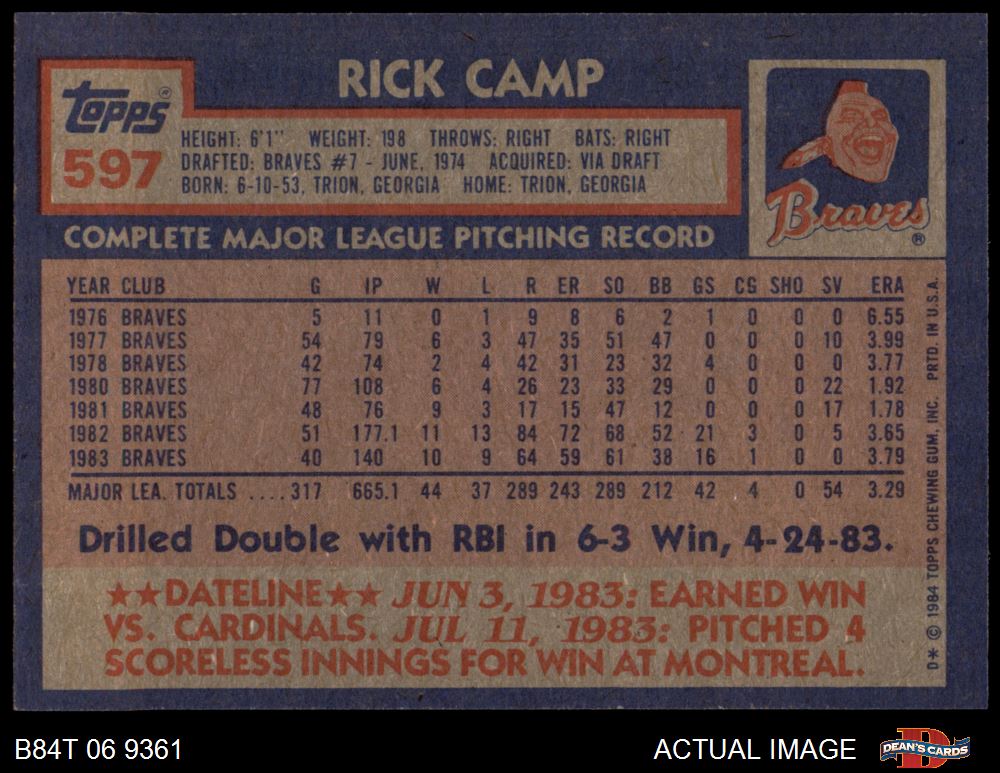 RICK CAMP
Topps®
597
HEIGHT: 6'1" WEIGHT: 198 THROWS: RIGHT BATS: RIGHT
DRAFTED: BRAVES #7 - JUNE, 1974 ACQUIRED: VIA DRAFT
BORN: 6-10-53, TRION, GEORGIA HOME: TRION, GEORGIA
Braves®
COMPLETE MAJOR LEAGUE PITCHING RECORD
YEAR CLUB G IP W L R ER SO BB GS CG SHO SV ERA
1976 BRAVES 5 11 0 1 9 8 6 2 1 0 0 0 6.55
1977 BRAVES 54 79 6 3 47 35 51 47 0 0 0 10 3.99
1978 BRAVES 42 74 2 4 42 31 23 32 4 0 0 0 3.77
1980 BRAVES 77 108 6 4 26 23 33 29 0 0 0 22 1.92
1981 BRAVES 48 76 9 3 17 15 47 12 0 0 0 17 1.78
1982 BRAVES 51 177.1 11 13 84 72 68 52 21 3 0 5 3.65
1983 BRAVES 40 140 10 9 64 59 61 38 16 1 0 0 3.79
MAJOR LEA. TOTALS ....317 665.1 44 37 289 243 289 212 42 4 0 54 3.29
Drilled Double with RBI in 6-3 Win, 4-24-83.
★★DATELINE★★ JUN 3, 1983: EARNED WIN
VS. CARDINALS. JUL 11, 1983: PITCHED 4
SCORELESS INNINGS FOR WIN AT MONTREAL.
D* © 1984 TOPPS CHEWING GUM, INC. PRTD. IN U.S.A.
B84T 06 9361
ACTUAL IMAGE
DEAN'S CARDS